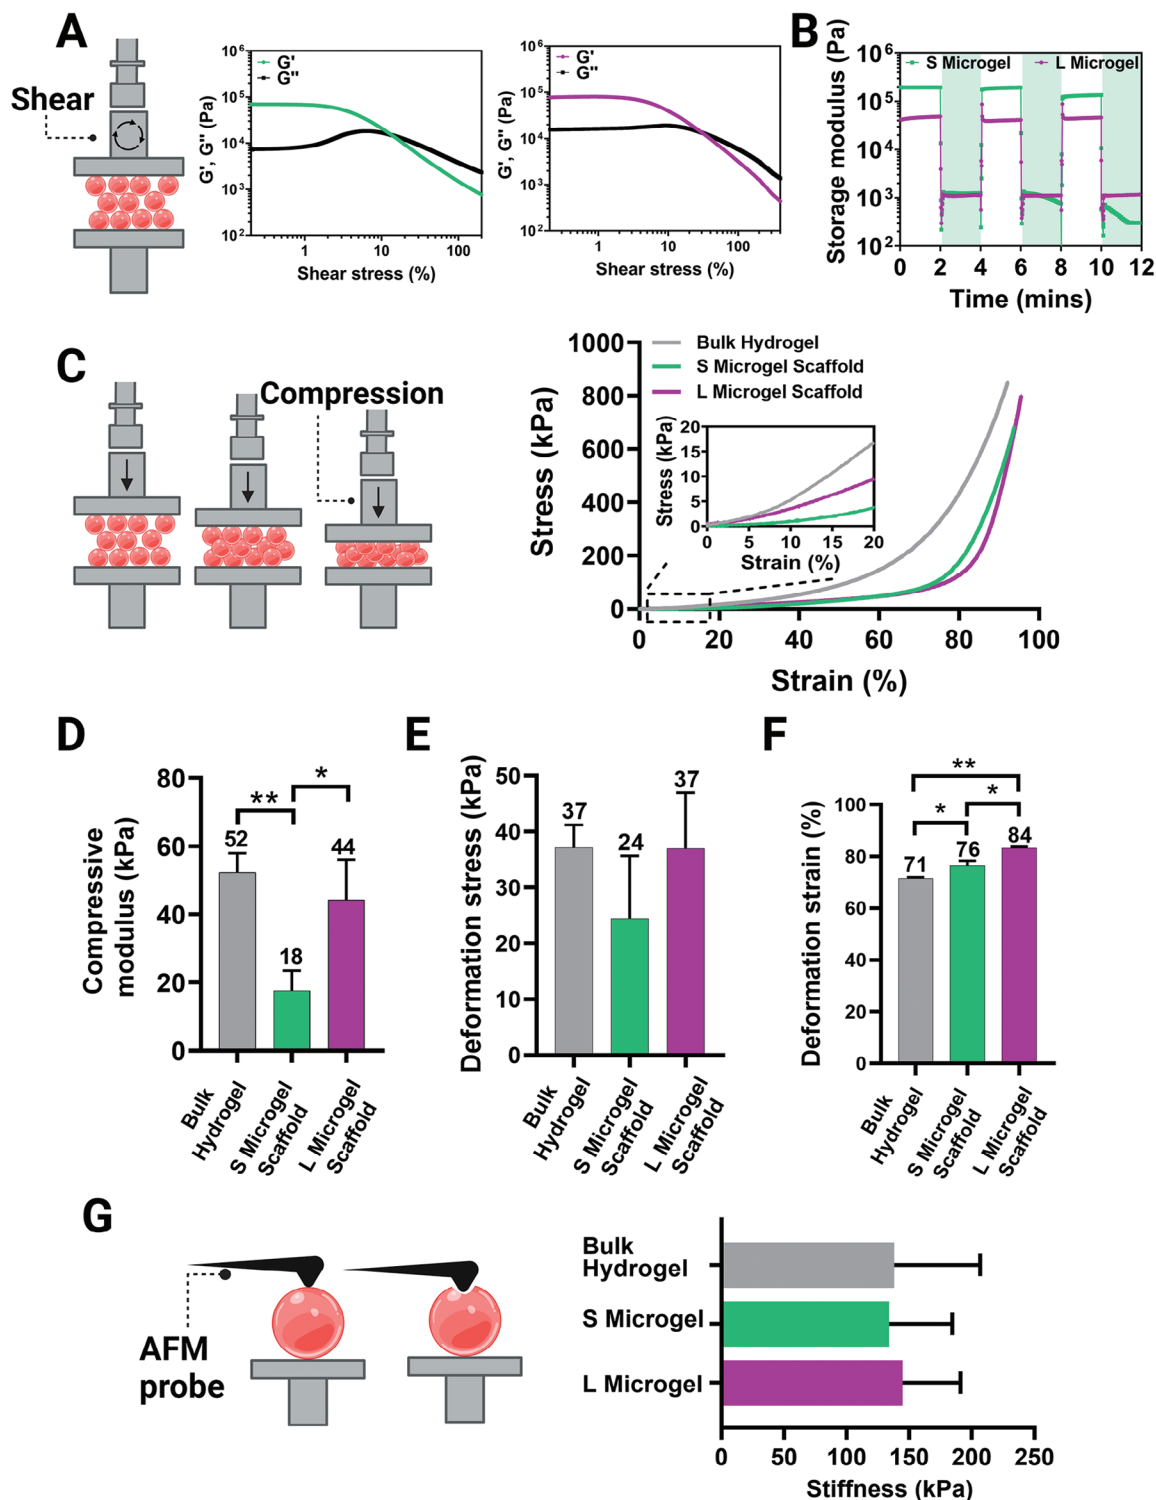 A
Shear
G', G'' (Pa)
10⁶
10⁵
10⁴
10³
10²
G'
G''
1
10
100
Shear stress (%)
G', G'' (Pa)
10⁶
10⁵
10⁴
10³
10²
G'
G''
1
10
100
Shear stress (%)
B
Storage modulus (Pa)
10⁶
10⁵
10⁴
10³
10²
S Microgel
L Microgel
0 2 4 6 8 10 12
Time (mins)
C
Compression
Stress (kPa)
1000
800
600
400
200
0
Bulk Hydrogel
S Microgel Scaffold
L Microgel Scaffold
Stress (kPa)
20
15
10
5
0
0 5 10 15 20
Strain (%)
0 20 40 60 80 100
Strain (%)
D
Compressive
modulus (kPa)
80
60
40
20
0
**
*
52
18
44
Bulk
Hydrogel
S Microgel
Scaffold
L Microgel
Scaffold
E
Deformation stress (kPa)
50
40
30
20
10
0
37
24
37
Bulk
Hydrogel
S Microgel
Scaffold
L Microgel
Scaffold
F
Deformation strain (%)
100
80
60
40
20
0
**
*
*
71
76
84
Bulk
Hydrogel
S Microgel
Scaffold
L Microgel
Scaffold
G
AFM
probe
Bulk
Hydrogel
S Microgel
L Microgel
0 50 100 150 200 250
Stiffness (kPa)